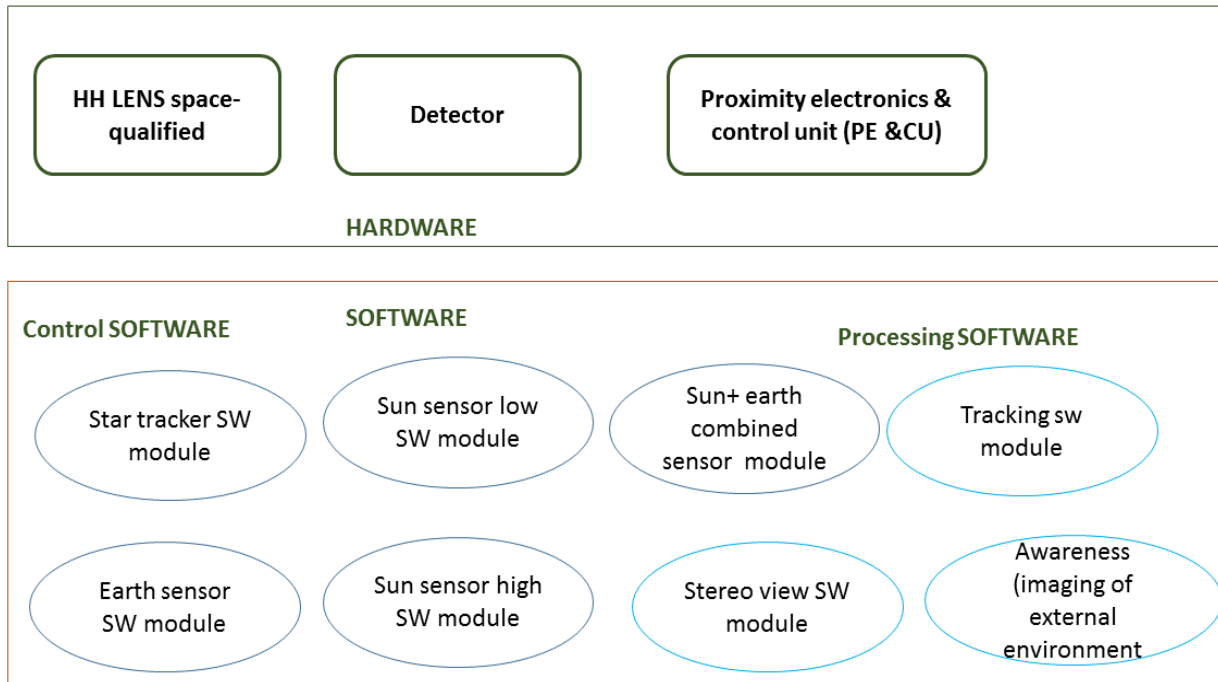 HH LENS space-
qualified
Detector
Proximity electronics &
control unit (PE &CU)
HARDWARE
Control SOFTWARE
SOFTWARE
Processing SOFTWARE
Star tracker SW
module
Sun sensor low
SW module
Sun+ earth
combined
sensor module
Tracking sw
module
Earth sensor
SW module
Sun sensor high
SW module
Stereo view SW
module
Awareness
(imaging of
external
environment